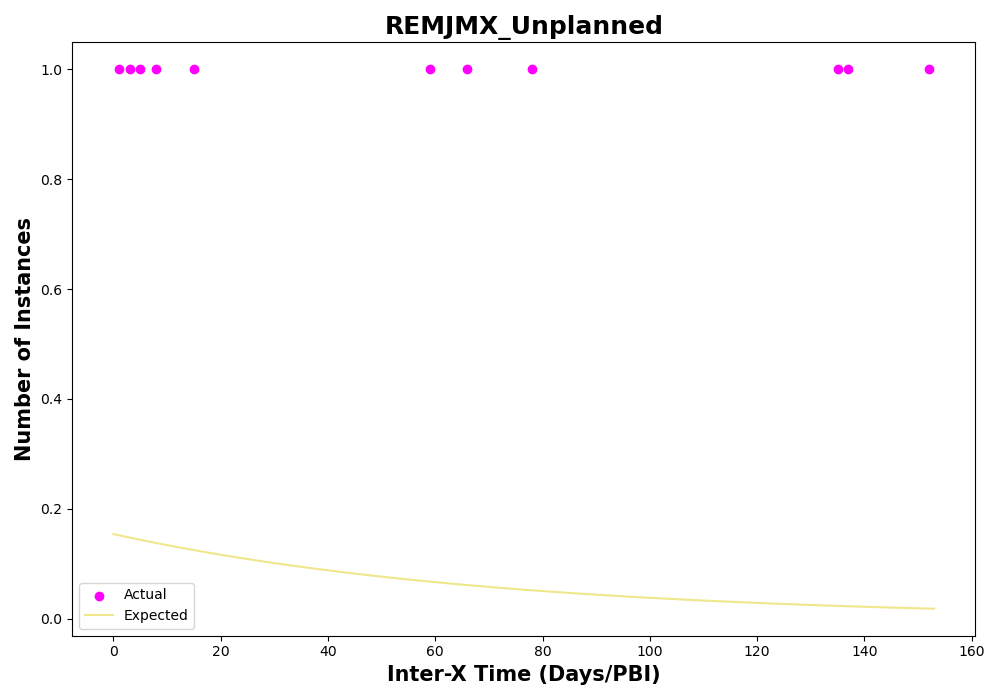 REMJMX_Unplanned
Number of Instances
1.0
0.8
0.6
0.4
0.2
0.0
Actual
Expected
0 20 40 60 80 100 120 140 160
Inter-X Time (Days/PBI)